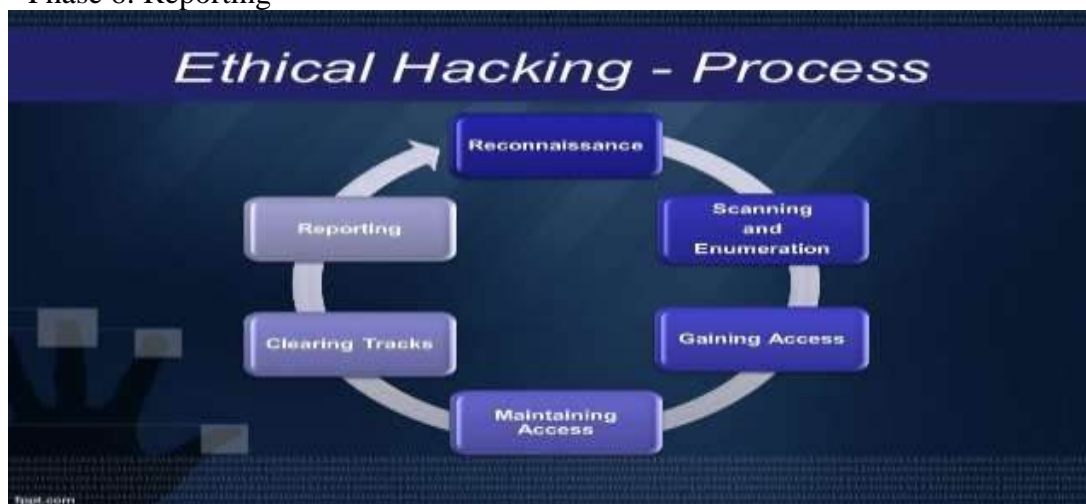 Phase 6: Reporting
Ethical Hacking - Process
Reconnaissance
Scanning
and
Enumeration
Gaining Access
Maintaining
Access
Clearing Tracks
Reporting
fppt.com